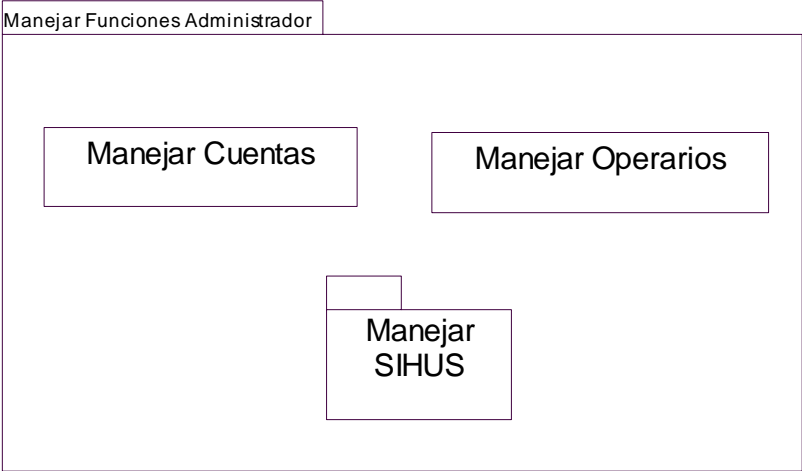 Manejar Funciones Administrador
Manejar Cuentas
Manejar Operarios
Manejar
SIHUS